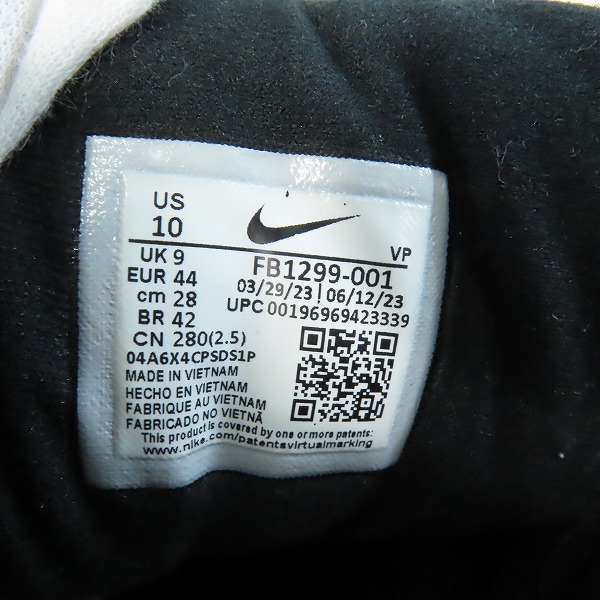 US
10
VP
UK 9
FB1299-001
EUR 44
03/29/23 | 06/12/23
cm 28
UPC 00196969423339
BR 42
CN 280(2.5)
04A6X4CPSDS1P
MADE IN VIETNAM
HECHO EN VIETNAM
FABRIQUE AU VIETNAM
FABRICADO NO VIETNÃ
This product is covered by one or more patents:
www.nike.com/patentsvirtualmarking